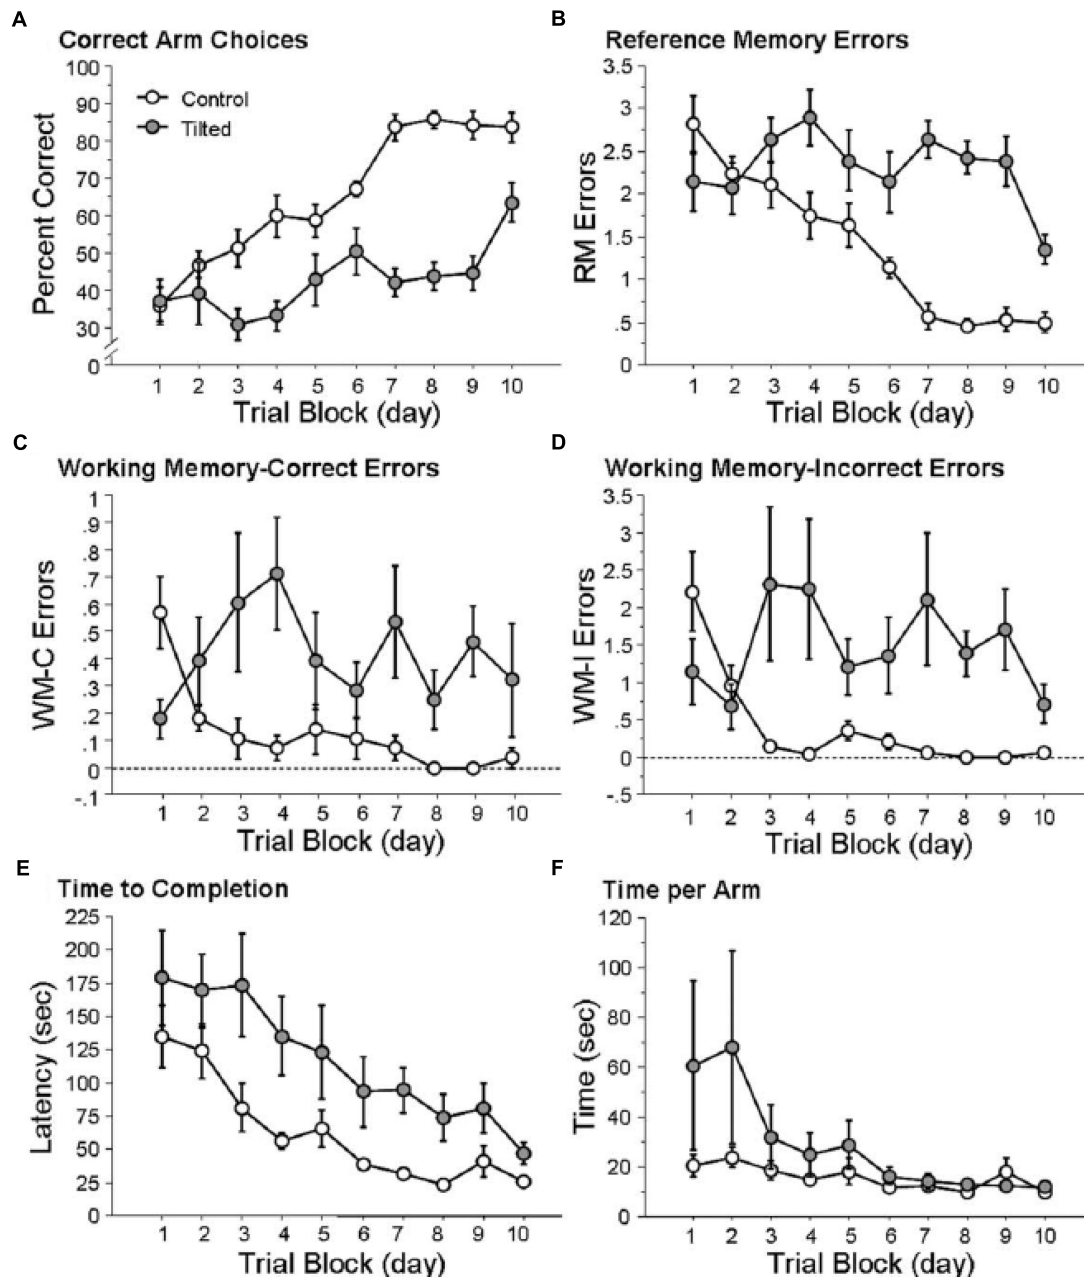 A
Correct Arm Choices
100
90
80
70
60
50
40
30
0
Percent Correct
Control
Tilted
1 2 3 4 5 6 7 8 9 10
Trial Block (day)
B
Reference Memory Errors
3.5
3
2.5
2
1.5
1
.5
0
RM Errors
1 2 3 4 5 6 7 8 9 10
Trial Block (day)
C
Working Memory-Correct Errors
1
.9
.8
.7
.6
.5
.4
.3
.2
.1
0
-.1
WM-C Errors
1 2 3 4 5 6 7 8 9 10
Trial Block (day)
D
Working Memory-Incorrect Errors
3.5
3
2.5
2
1.5
1
.5
0
-.5
WM-I Errors
1 2 3 4 5 6 7 8 9 10
Trial Block (day)
E
Time to Completion
225
200
175
150
125
100
75
50
25
0
Latency (sec)
1 2 3 4 5 6 7 8 9 10
Trial Block (day)
F
Time per Arm
120
100
80
60
40
20
0
Time (sec)
1 2 3 4 5 6 7 8 9 10
Trial Block (day)